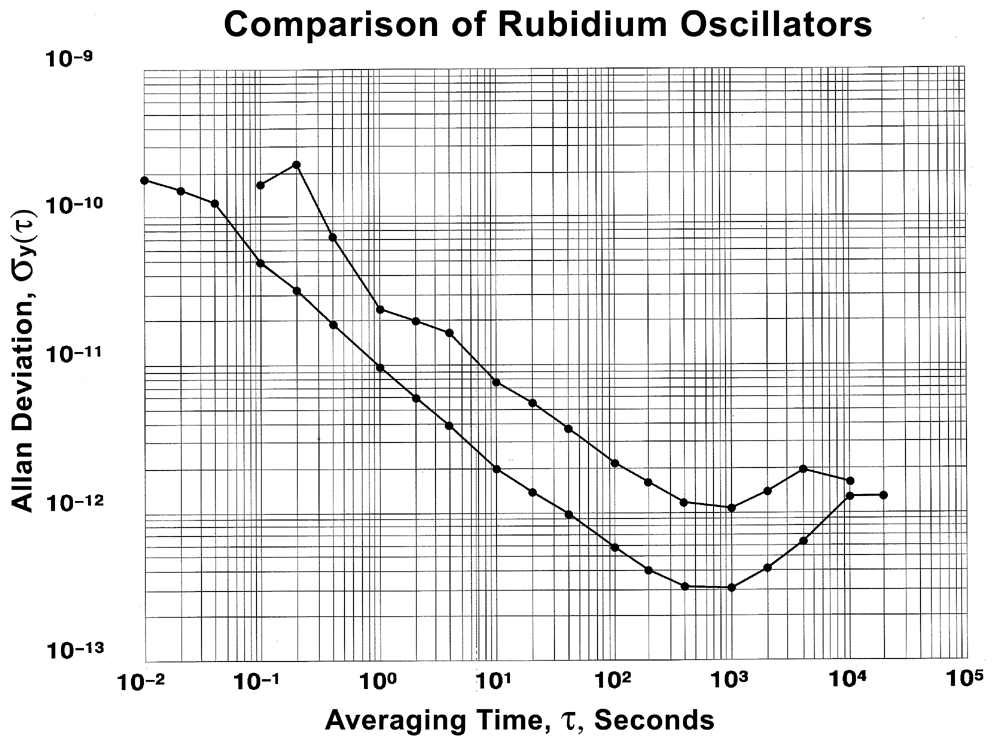 Comparison of Rubidium Oscillators
10⁻⁹
10⁻¹⁰
10⁻¹¹
10⁻¹²
10⁻¹³
Allan Deviation, σy(τ)
10⁻² 10⁻¹ 10⁰ 10¹ 10² 10³ 10⁴ 10⁵
Averaging Time, τ, Seconds